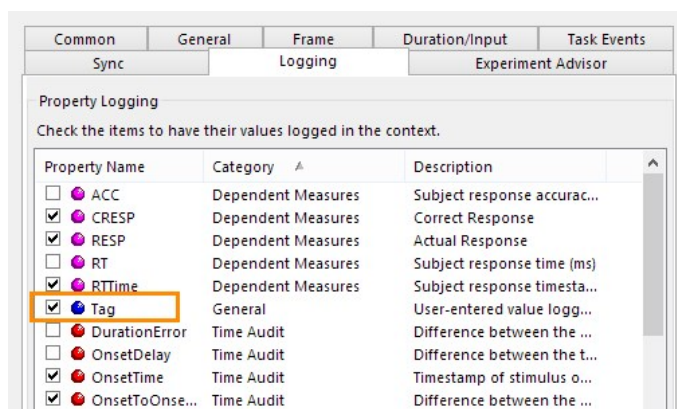 Common General Frame Duration/Input Task Events
Sync Logging Experiment Advisor
Property Logging
Check the items to have their values logged in the context.
Property Name Category Description
ACC Dependent Measures Subject response accurac...
CRESP Dependent Measures Correct Response
RESP Dependent Measures Actual Response
RT Dependent Measures Subject response time (ms)
RTTime Dependent Measures Subject response timesta...
Tag General User-entered value logg...
DurationError Time Audit Difference between the ...
OnsetDelay Time Audit Difference between the t...
OnsetTime Time Audit Timestamp of stimulus o...
OnsetToOnse... Time Audit Difference between the ...